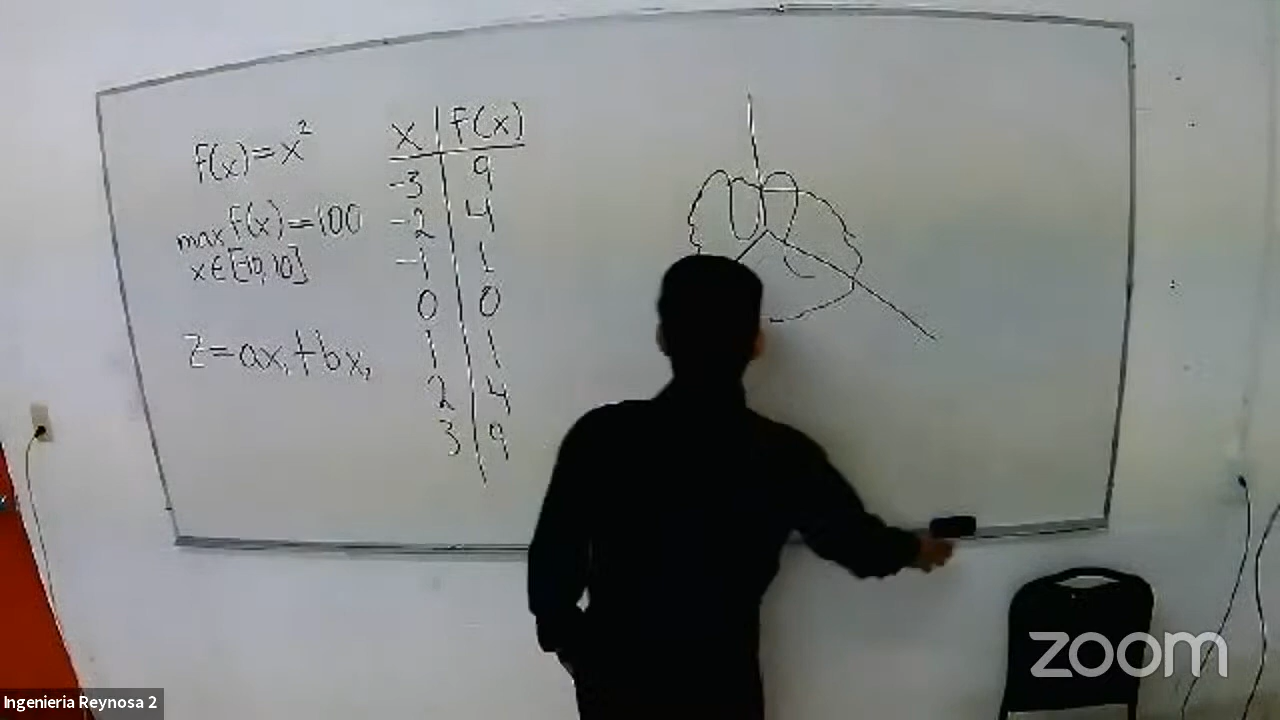 f(x)=x²
max f(x)=100
x∈[-10,10]
z=ax₁+bx₂
x | f(x)
-3 | 9
-2 | 4
-1 | 1
0 | 0
1 | 1
2 | 4
3 | 9
zoom
Ingenieria Reynosa 2